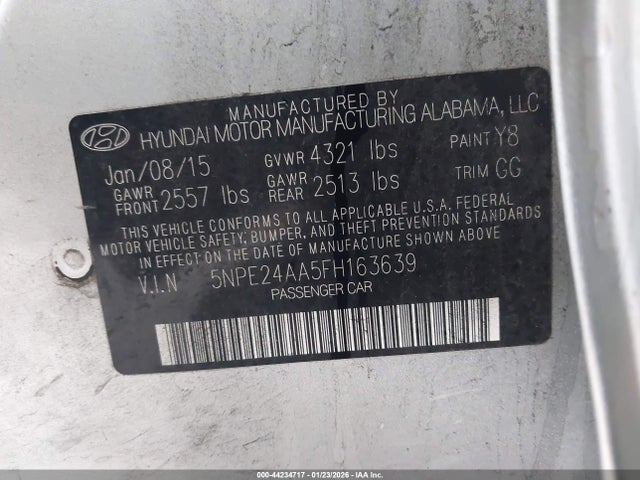 MANUFACTURED BY
HYUNDAI MOTOR MANUFACTURING ALABAMA, LLC
Jan/08/15 GVWR 4321 lbs PAINT Y8
GAWR FRONT 2557 lbs GAWR REAR 2513 lbs TRIM GG
THIS VEHICLE CONFORMS TO ALL APPLICABLE U.S.A. FEDERAL
MOTOR VEHICLE SAFETY, BUMPER, AND THEFT PREVENTION STANDARDS
IN EFFECT ON THE DATE OF MANUFACTURE SHOWN ABOVE
V.I.N 5NPE24AA5FH163639
PASSENGER CAR
000-44234717 - 01/23/2026 - IAA Inc.